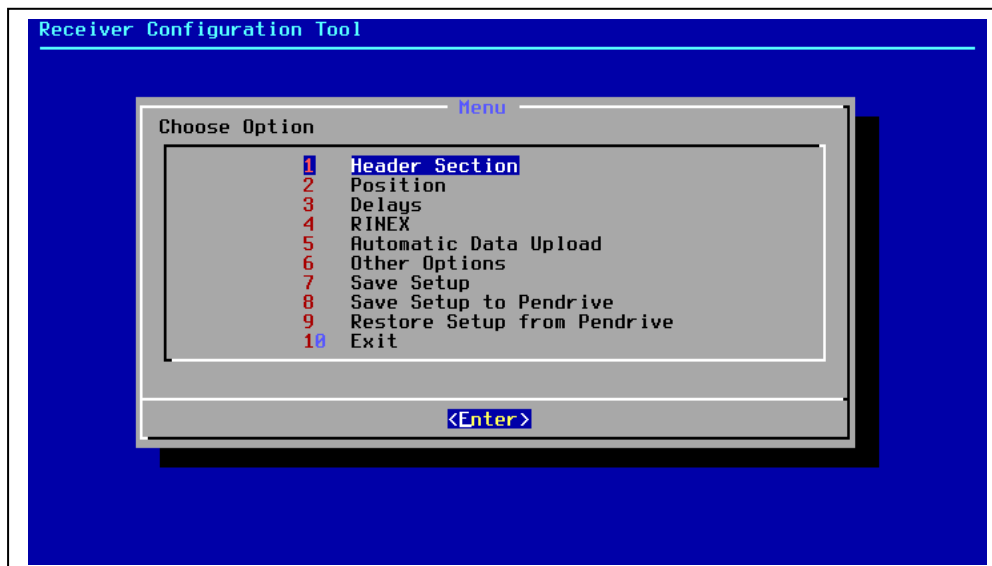 Receiver Configuration Tool
Menu
Choose Option
1 Header Section
2 Position
3 Delays
4 RINEX
5 Automatic Data Upload
6 Other Options
7 Save Setup
8 Save Setup to Pendrive
9 Restore Setup from Pendrive
10 Exit
<Enter>